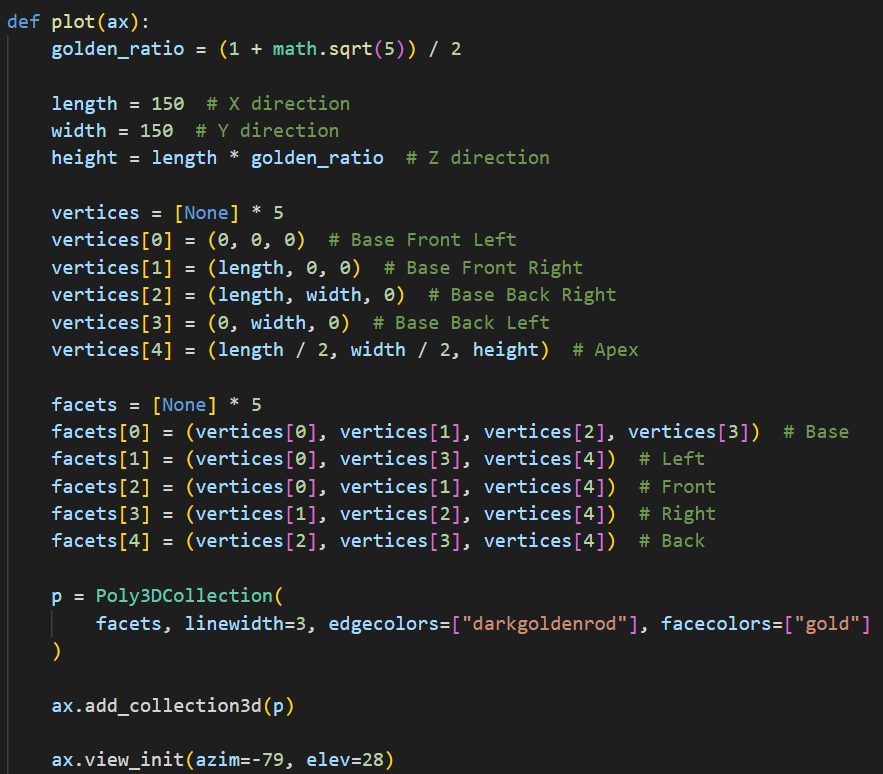 def plot(ax):
    golden_ratio = (1 + math.sqrt(5)) / 2

    length = 150  # X direction
    width = 150  # Y direction
    height = length * golden_ratio  # Z direction

    vertices = [None] * 5
    vertices[0] = (0, 0, 0)  # Base Front Left
    vertices[1] = (length, 0, 0)  # Base Front Right
    vertices[2] = (length, width, 0)  # Base Back Right
    vertices[3] = (0, width, 0)  # Base Back Left
    vertices[4] = (length / 2, width / 2, height)  # Apex

    facets = [None] * 5
    facets[0] = (vertices[0], vertices[1], vertices[2], vertices[3])  # Base
    facets[1] = (vertices[0], vertices[3], vertices[4])  # Left
    facets[2] = (vertices[0], vertices[1], vertices[4])  # Front
    facets[3] = (vertices[1], vertices[2], vertices[4])  # Right
    facets[4] = (vertices[2], vertices[3], vertices[4])  # Back

    p = Poly3DCollection(
        facets, linewidth=3, edgecolors=["darkgoldenrod"], facecolors=["gold"]
    )

    ax.add_collection3d(p)

    ax.view_init(azim=-79, elev=28)